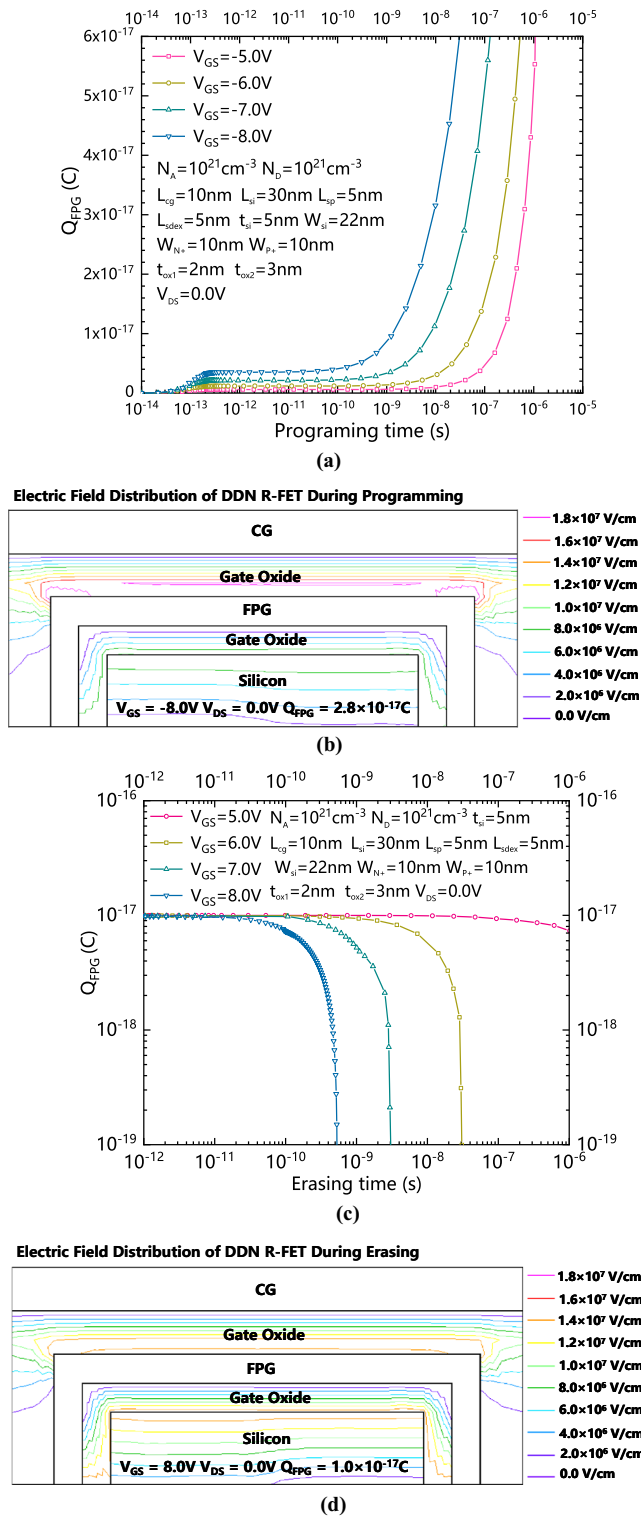 10⁻¹⁴ 10⁻¹³ 10⁻¹² 10⁻¹¹ 10⁻¹⁰ 10⁻⁹ 10⁻⁸ 10⁻⁷ 10⁻⁶ 10⁻⁵
6x10⁻¹⁷
5x10⁻¹⁷
4x10⁻¹⁷
3x10⁻¹⁷
2x10⁻¹⁷
1x10⁻¹⁷
0
Q_FPG (C)
V_GS=-5.0V
V_GS=-6.0V
V_GS=-7.0V
V_GS=-8.0V
N_A=10²¹cm⁻³ N_D=10²¹cm⁻³
L_cg=10nm L_si=30nm L_sp=5nm
L_sdex=5nm t_si=5nm W_si=22nm
W_N+=10nm W_P+=10nm
t_ox1=2nm t_ox2=3nm
V_DS=0.0V
10⁻¹⁴ 10⁻¹³ 10⁻¹² 10⁻¹¹ 10⁻¹⁰ 10⁻⁹ 10⁻⁸ 10⁻⁷ 10⁻⁶ 10⁻⁵
Programing time (s)
(a)
Electric Field Distribution of DDN R-FET During Programming
CG
Gate Oxide
FPG
Gate Oxide
Silicon
V_GS = -8.0V V_DS = 0.0V Q_FPG = 2.8×10⁻¹⁷C
1.8×10⁷ V/cm
1.6×10⁷ V/cm
1.4×10⁷ V/cm
1.2×10⁷ V/cm
1.0×10⁷ V/cm
8.0×10⁶ V/cm
6.0×10⁶ V/cm
4.0×10⁶ V/cm
2.0×10⁶ V/cm
0.0 V/cm
(b)
10⁻¹² 10⁻¹¹ 10⁻¹⁰ 10⁻⁹ 10⁻⁸ 10⁻⁷ 10⁻⁶
10⁻¹⁶
10⁻¹⁷
10⁻¹⁸
10⁻¹⁹
Q_FPG (C)
V_GS=5.0V N_A=10²¹cm⁻³ N_D=10²¹cm⁻³ t_si=5nm
V_GS=6.0V L_cg=10nm L_si=30nm L_sp=5nm L_sdex=5nm
V_GS=7.0V W_si=22nm W_N+=10nm W_P+=10nm
V_GS=8.0V t_ox1=2nm t_ox2=3nm V_DS=0.0V
10⁻¹⁶
10⁻¹⁷
10⁻¹⁸
10⁻¹⁹
10⁻¹² 10⁻¹¹ 10⁻¹⁰ 10⁻⁹ 10⁻⁸ 10⁻⁷ 10⁻⁶
Erasing time (s)
(c)
Electric Field Distribution of DDN R-FET During Erasing
CG
Gate Oxide
FPG
Gate Oxide
Silicon
V_GS = 8.0V V_DS = 0.0V Q_FPG = 1.0×10⁻¹⁷C
1.8×10⁷ V/cm
1.6×10⁷ V/cm
1.4×10⁷ V/cm
1.2×10⁷ V/cm
1.0×10⁷ V/cm
8.0×10⁶ V/cm
6.0×10⁶ V/cm
4.0×10⁶ V/cm
2.0×10⁶ V/cm
0.0 V/cm
(d)